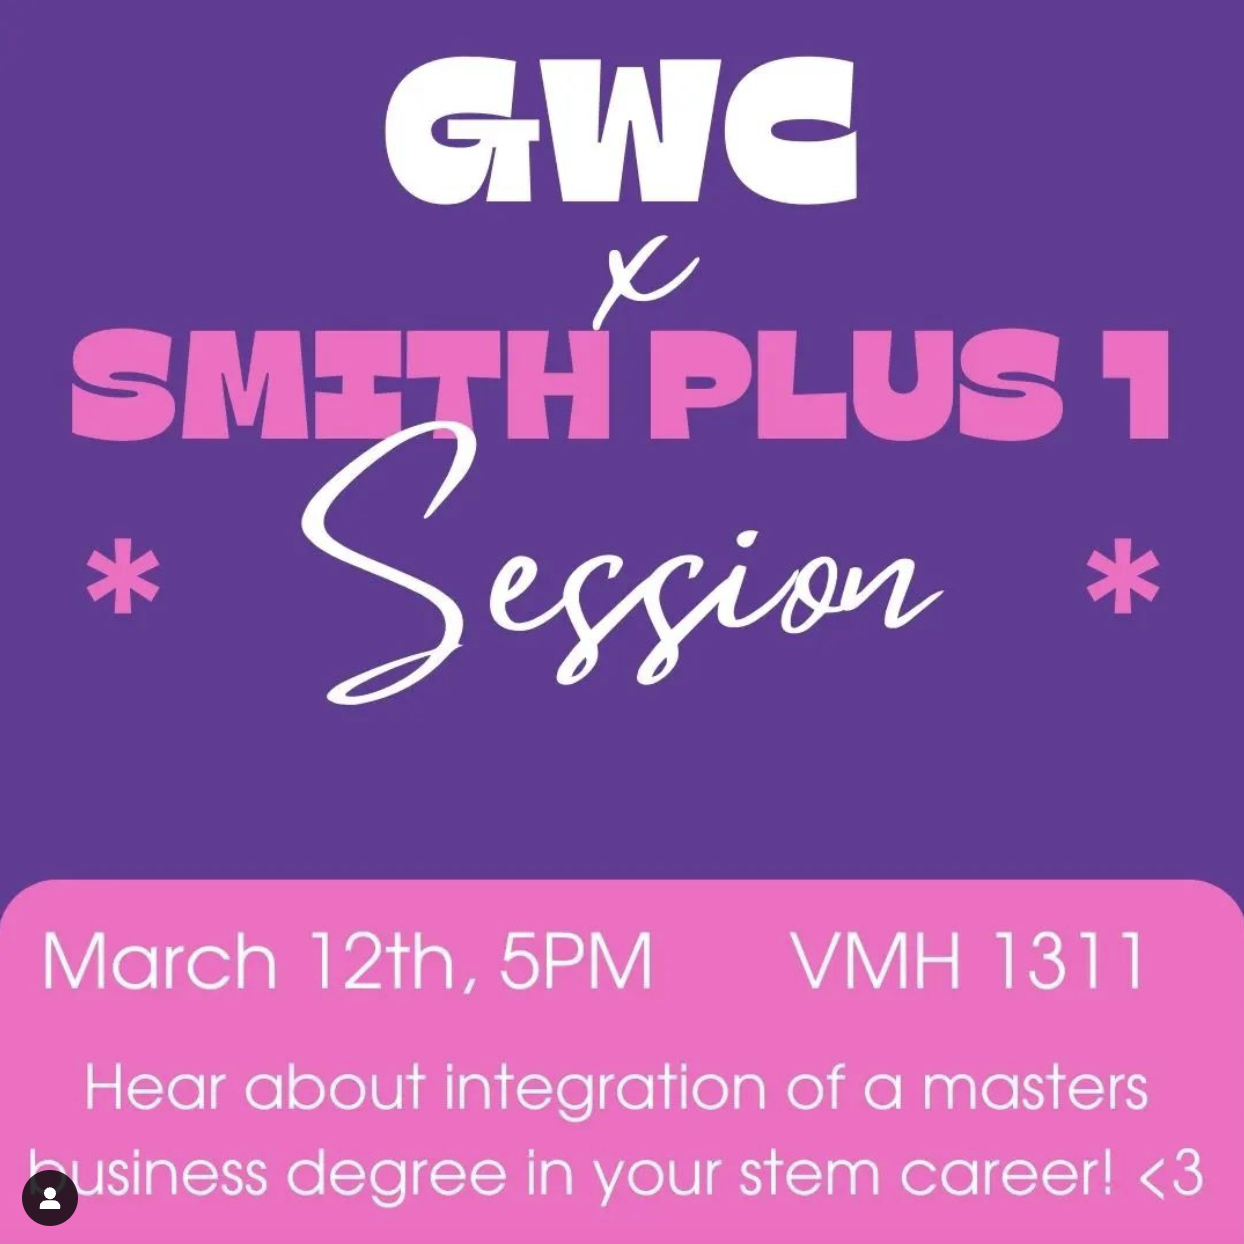 GWC
x
SMITH PLUS 1
Session
* *
March 12th, 5PM VMH 1311
Hear about integration of a masters
business degree in your stem career! <3